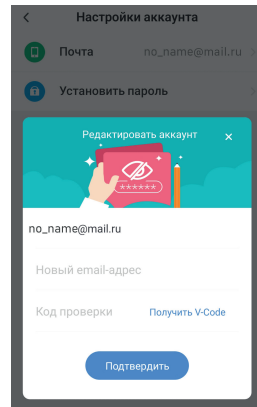 Настройки аккаунта
Почта no_name@mail.ru
Установить пароль
Редактировать аккаунт
******
no_name@mail.ru
Новый email-адрес
Код проверки Получить V-Code
Подтвердить